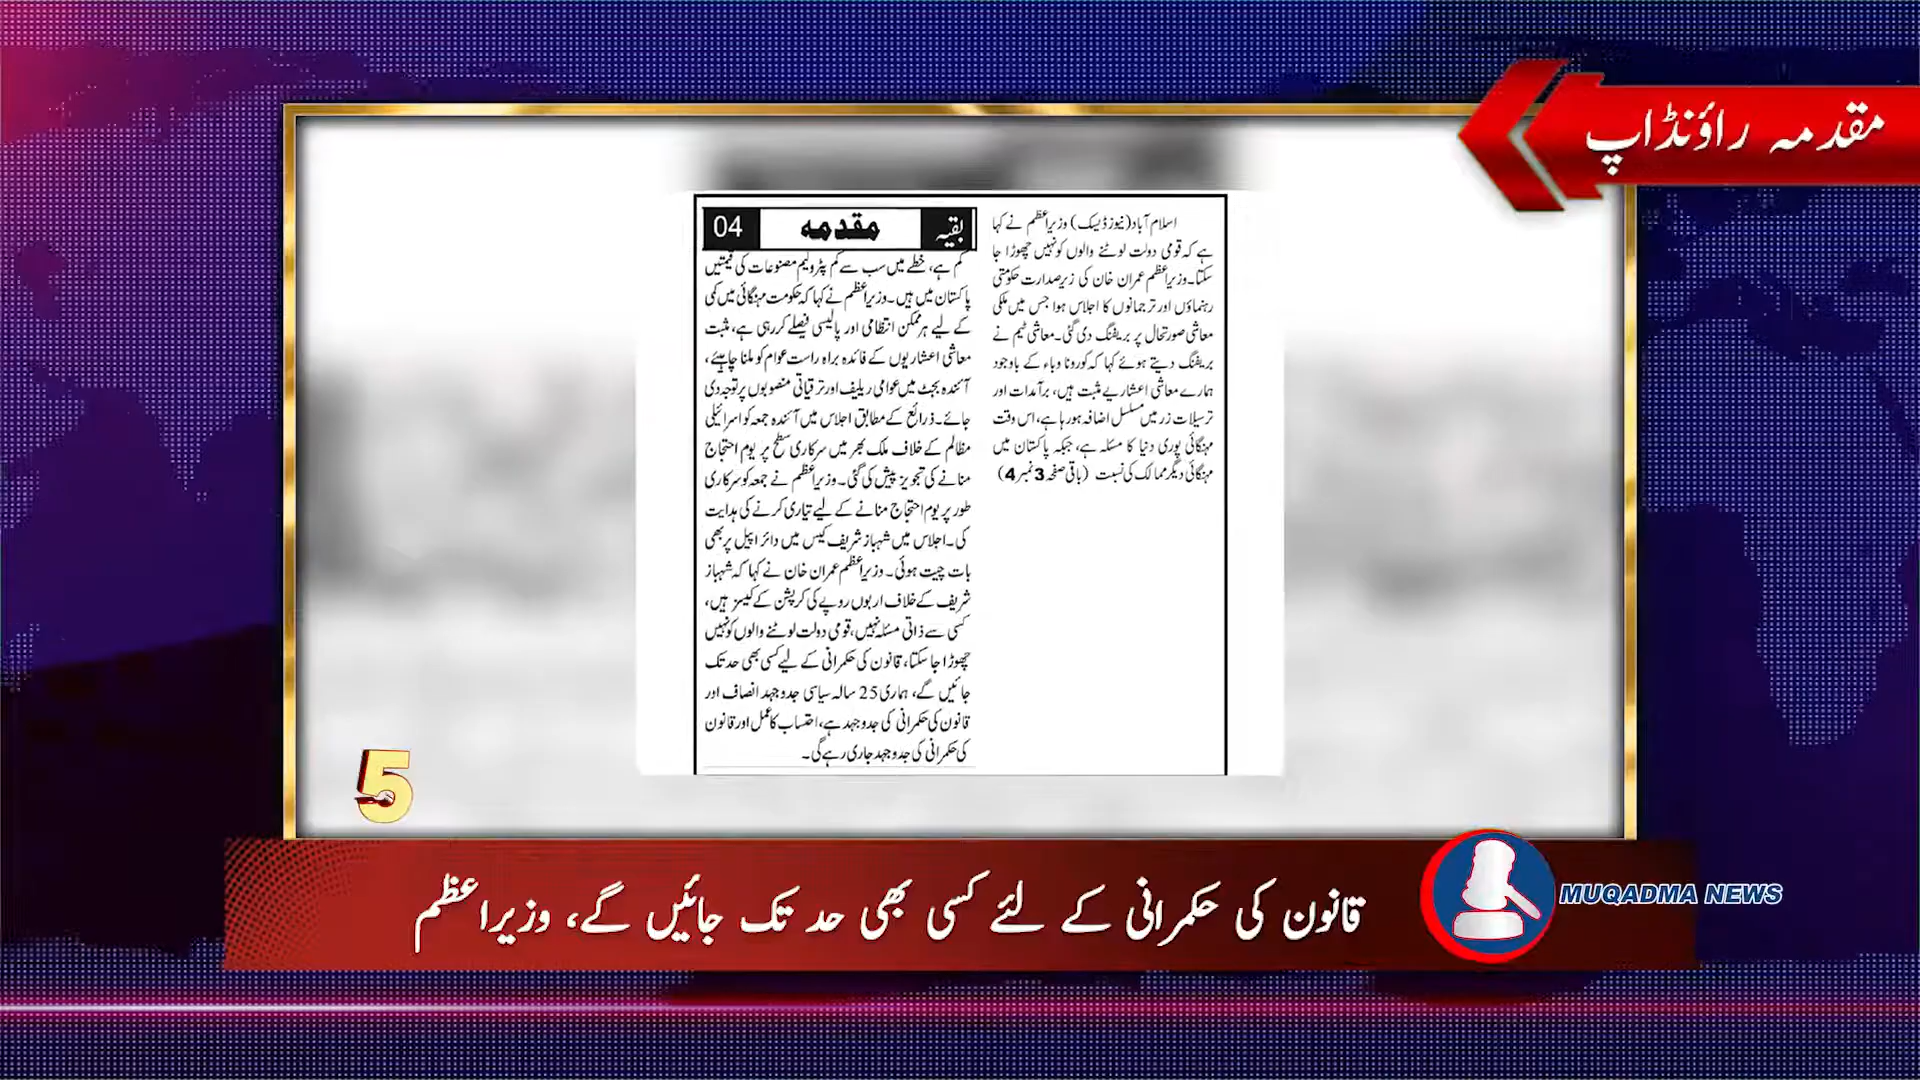 مقدمہ راؤنڈاپ
اسلام آباد(نیوز ڈیسک) وزیراعظم نے کہا
ہے کہ قومی دولت لوٹنے والوں کو نہیں چھوڑا جا
سکتا۔ وزیراعظم عمران خان کی زیر صدارت حکومتی
رہنماؤں اور ترجمانوں کا اجلاس ہوا جس میں ملکی
معاشی صورتحال پر بریفنگ دی گئی۔ معاشی ٹیم نے
بریفنگ دیتے ہوئے کہا کہ کورونا وباء کے باوجود
ہمارے معاشی اعشاریے مثبت ہیں، برآمدات اور
ترسیلات زر میں مسلسل اضافہ ہورہا ہے، اس وقت
مہنگائی پوری دنیا کا مسئلہ ہے، جبکہ پاکستان میں
مہنگائی دیگر ممالک کی نسبت (باقی صفحہ 3 نمبر 4)
بقیہ مقدمہ 04
کم ہے، خطے میں سب سے کم پٹرولیم مصنوعات کی قیمتیں
پاکستان میں ہیں۔ وزیراعظم نے کہا کہ حکومت مہنگائی میں کمی
کے لیے ہر ممکن انتظامی اور پالیسی فیصلے کررہی ہے، مثبت
معاشی اعشاریوں کے فائدہ براہ راست عوام کو ملنا چاہیئے،
آئندہ بجٹ میں عوامی ریلیف اور ترقیاتی منصوبوں پر توجہ دی
جائے۔ ذرائع کے مطابق اجلاس میں آئندہ جمعہ کو اسرائیلی
مظالم کے خلاف ملک بھر میں سرکاری سطح پر یوم احتجاج
منانے کی تجویز پیش کی گئی۔ وزیراعظم نے جمعہ کو سرکاری
طور پر یوم احتجاج منانے کے لیے تیاری کرنے کی ہدایت
کی۔ اجلاس میں شہباز شریف کیس میں دائر اپیل پر بھی
بات چیت ہوئی۔ وزیراعظم عمران خان نے کہا کہ شہباز
شریف کے خلاف اربوں روپے کی کرپشن کے کیسز ہیں،
کسی سے ذاتی مسئلہ نہیں، قومی دولت لوٹنے والوں کو نہیں
چھوڑا جا سکتا، قانون کی حکمرانی کے لیے کسی بھی حد تک
جائیں گے، ہماری 25 سالہ سیاسی جدوجہد انصاف اور
قانون کی حکمرانی کی جدوجہد ہے، احتساب کا عمل اور قانون
کی حکمرانی کی جدوجہد جاری رہے گی۔
5
قانون کی حکمرانی کے لئے کسی بھی حد تک جائیں گے، وزیراعظم
MUQADMA NEWS